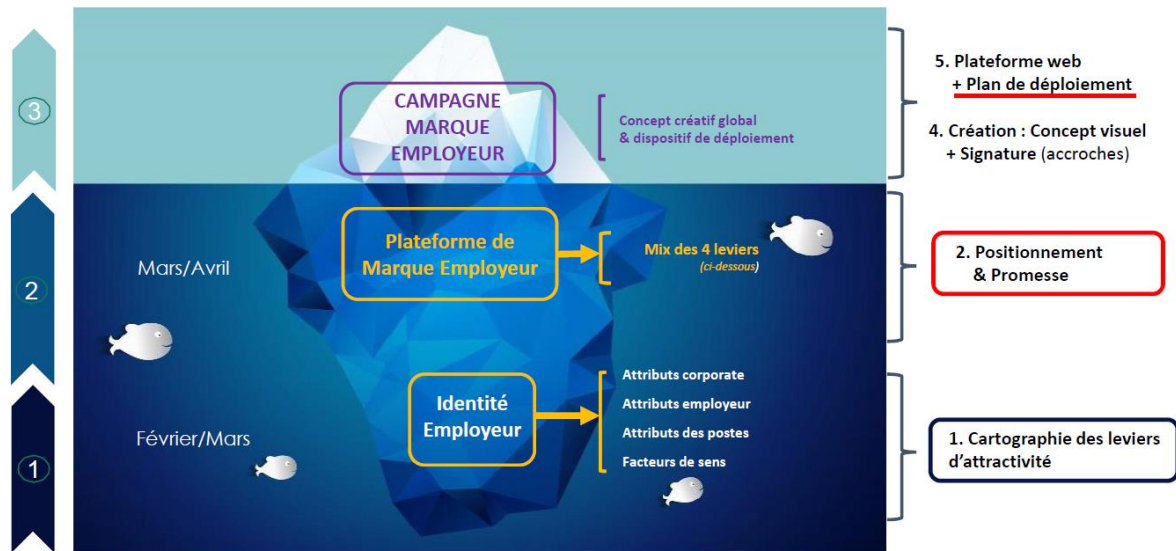 3
CAMPAGNE
MARQUE
EMPLOYEUR
Concept créatif global
& dispositif de déploiement
5. Plateforme web
+ Plan de déploiement
4. Création : Concept visuel
+ Signature (accroches)
2
Mars/Avril
Plateforme de
Marque Employeur
Mix des 4 leviers
(ci-dessous)
2. Positionnement
& Promesse
1
Février/Mars
Identité
Employeur
Attributs corporate
Attributs employeur
Attributs des postes
Facteurs de sens
1. Cartographie des leviers
d’attractivité